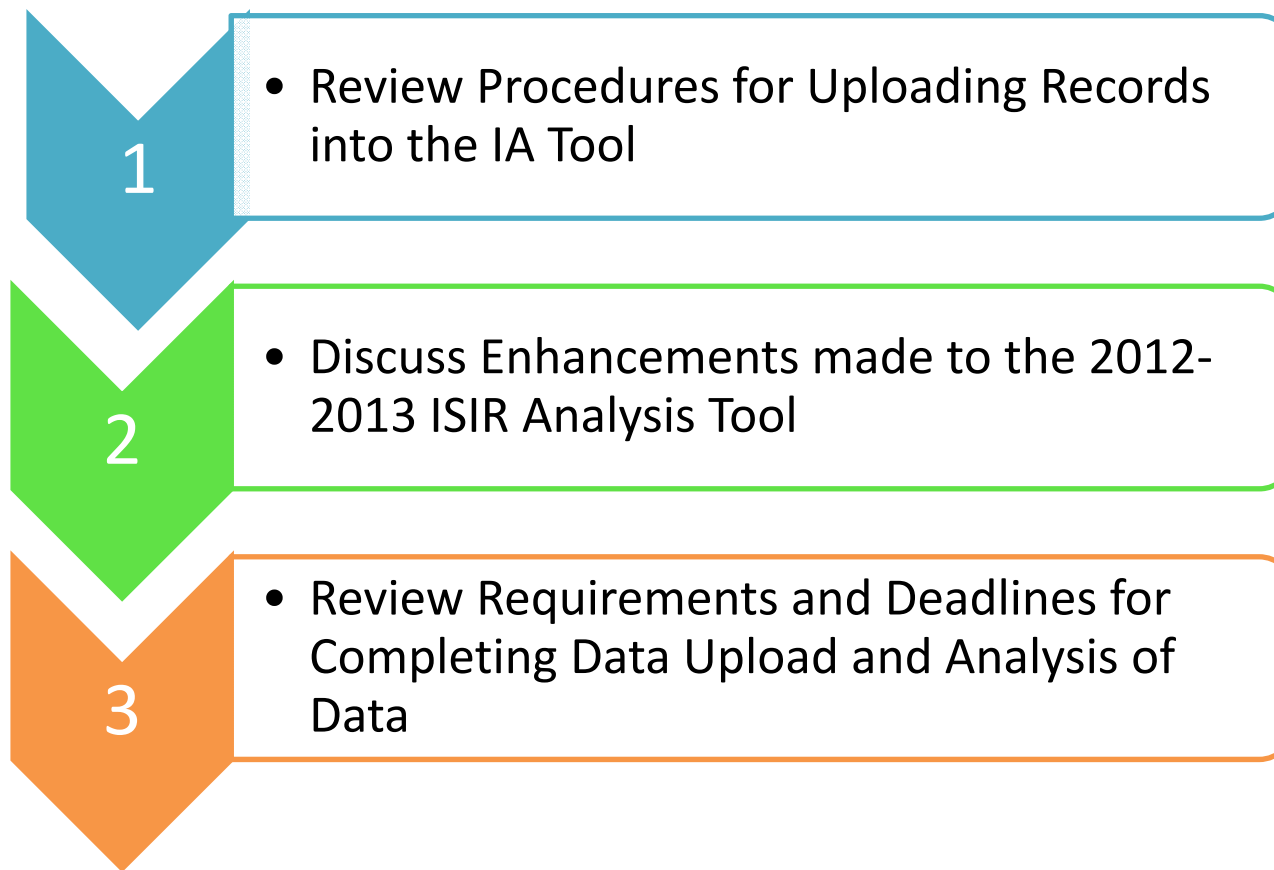 1
• Review Procedures for Uploading Records
into the IA Tool
2
• Discuss Enhancements made to the 2012-
2013 ISIR Analysis Tool
3
• Review Requirements and Deadlines for
Completing Data Upload and Analysis of
Data